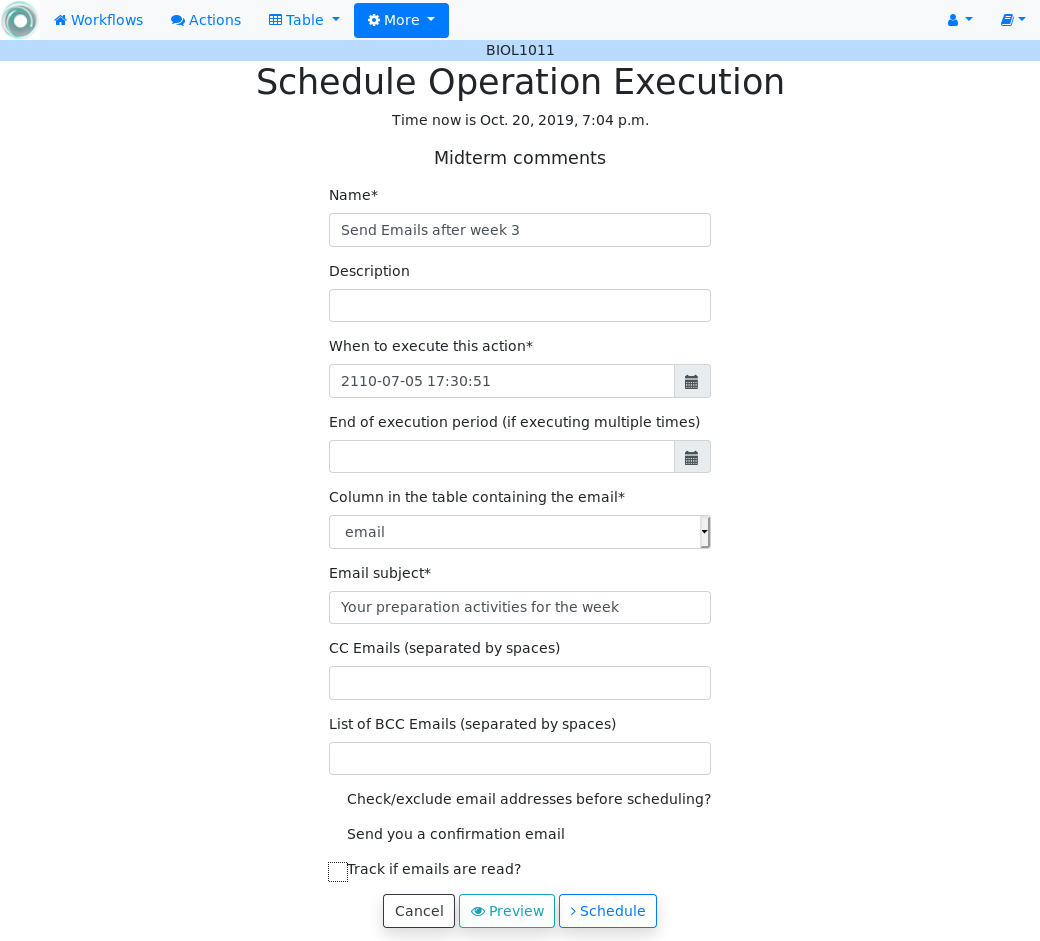 Workflows Actions Table More
BIOL1011
Schedule Operation Execution
Time now is Oct. 20, 2019, 7:04 p.m.
Midterm comments
Name*
Send Emails after week 3
Description
When to execute this action*
2110-07-05 17:30:51
End of execution period (if executing multiple times)
Column in the table containing the email*
email
Email subject*
Your preparation activities for the week
CC Emails (separated by spaces)
List of BCC Emails (separated by spaces)
Check/exclude email addresses before scheduling?
Send you a confirmation email
Track if emails are read?
Cancel Preview Schedule